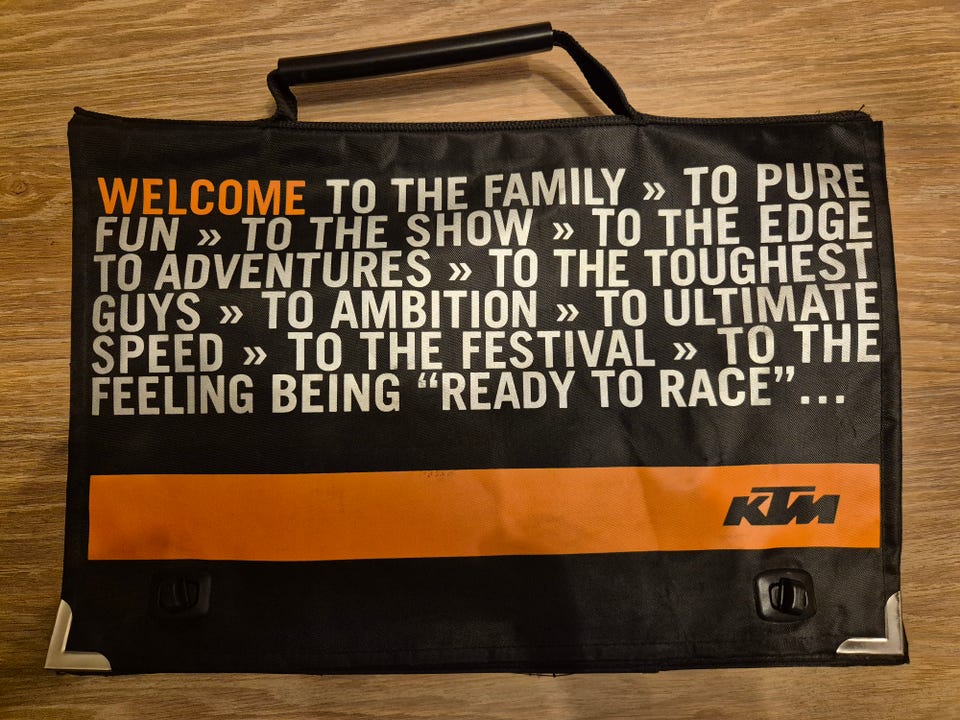 WELCOME TO THE FAMILY » TO PURE
FUN » TO THE SHOW » TO THE EDGE
TO ADVENTURES » TO THE TOUGHEST
GUYS » TO AMBITION » TO ULTIMATE
SPEED » TO THE FESTIVAL » TO THE
FEELING BEING “READY TO RACE”...
KTM